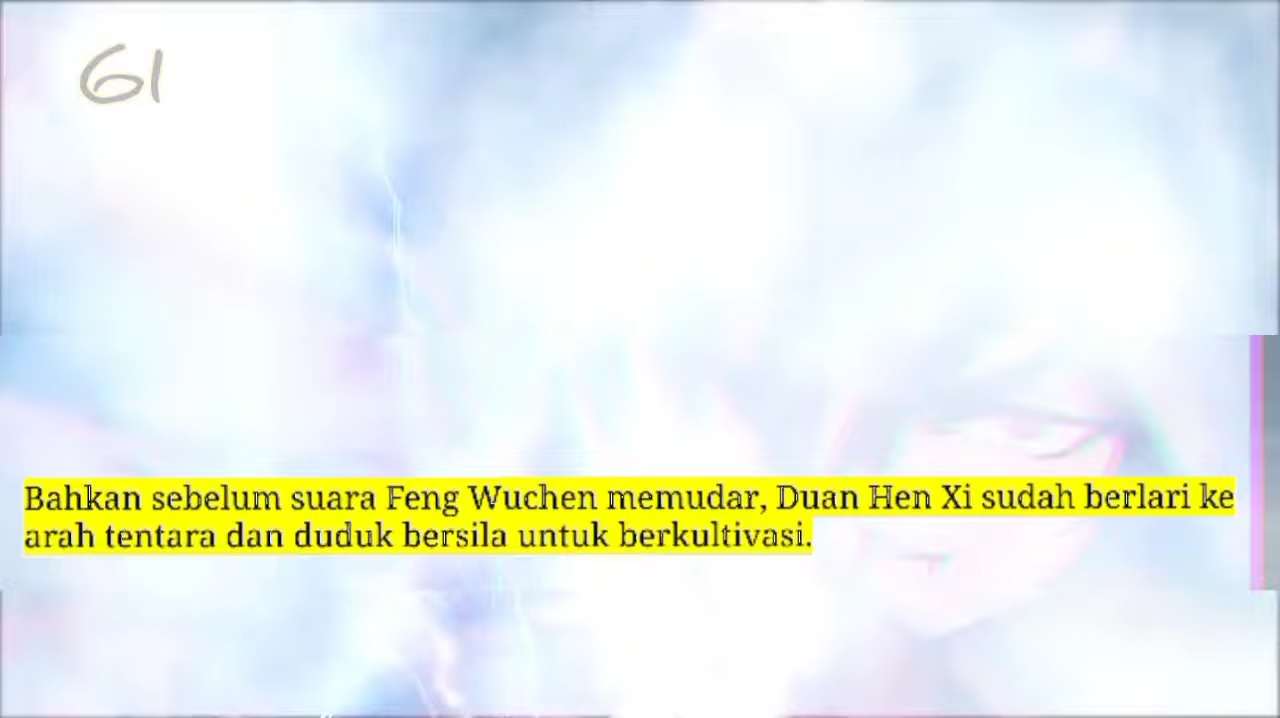 61
Bahkan sebelum suara Feng Wuchen memudar, Duan Hen Xi sudah berlari ke
arah tentara dan duduk bersila untuk berkultivasi.